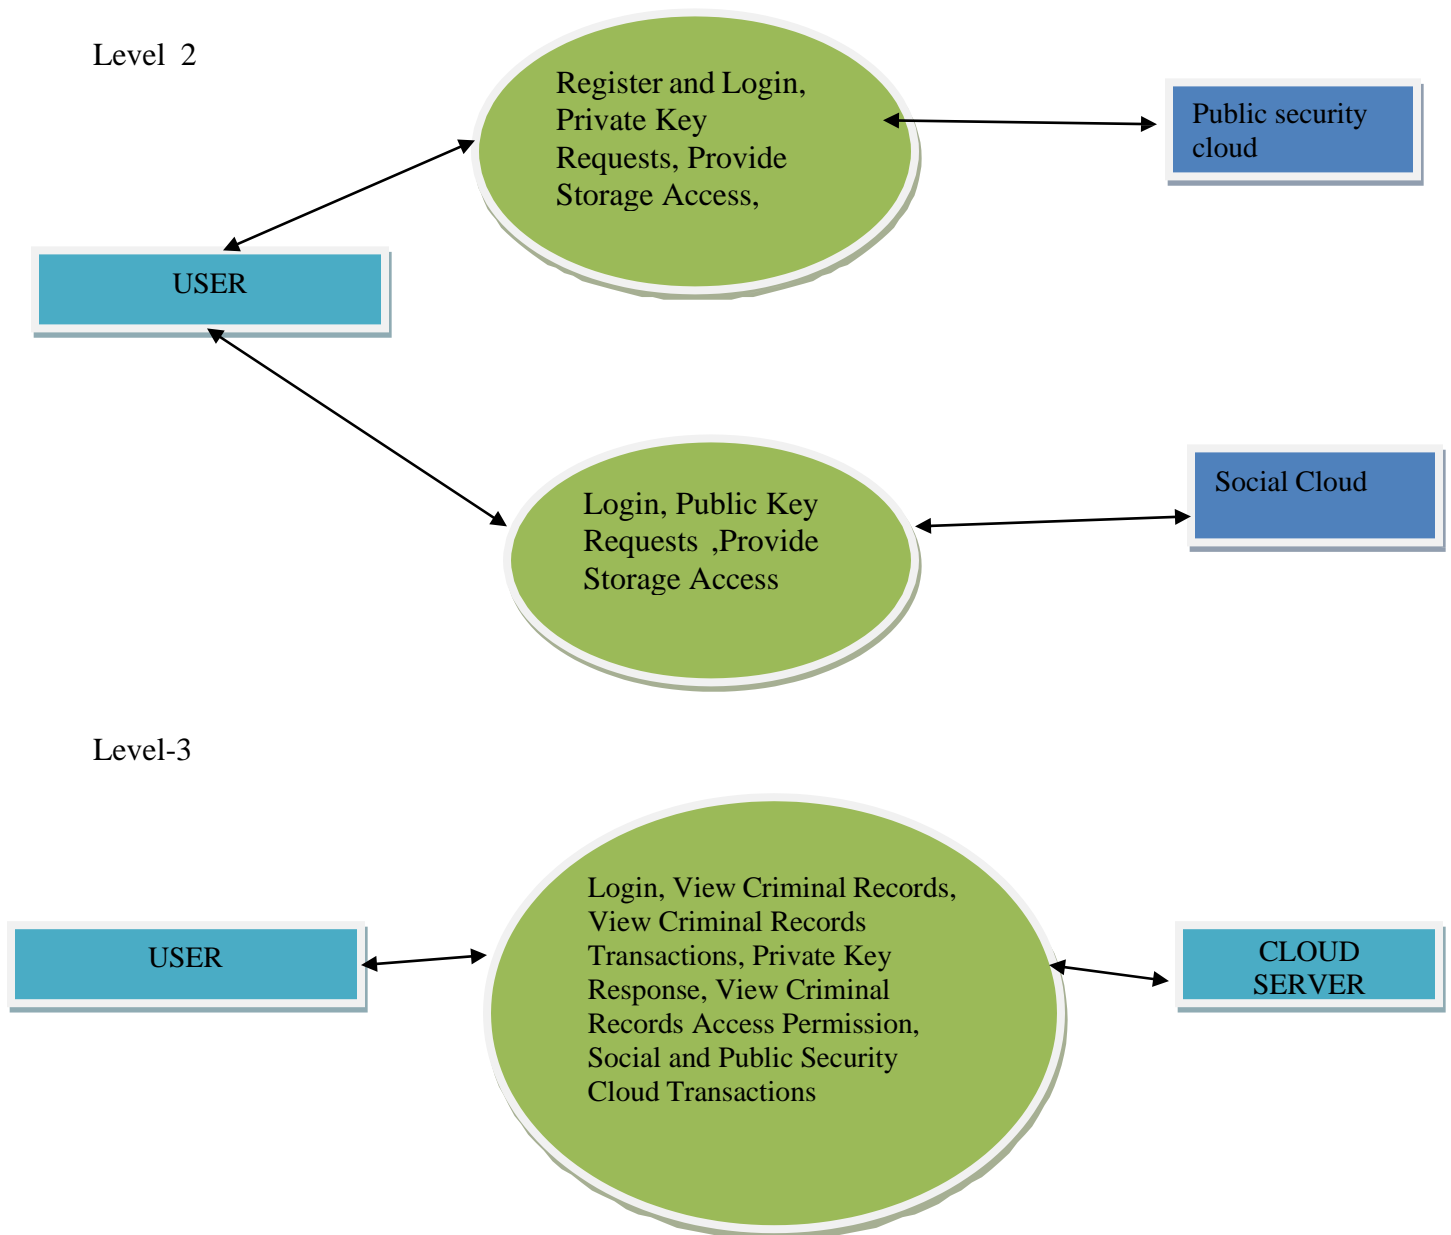 Level 2
Register and Login,
Private Key
Requests, Provide
Storage Access,
Public security
cloud
USER
Login, Public Key
Requests ,Provide
Storage Access
Social Cloud
Level-3
Login, View Criminal Records,
View Criminal Records
Transactions, Private Key
Response, View Criminal
Records Access Permission,
Social and Public Security
Cloud Transactions
USER
CLOUD
SERVER